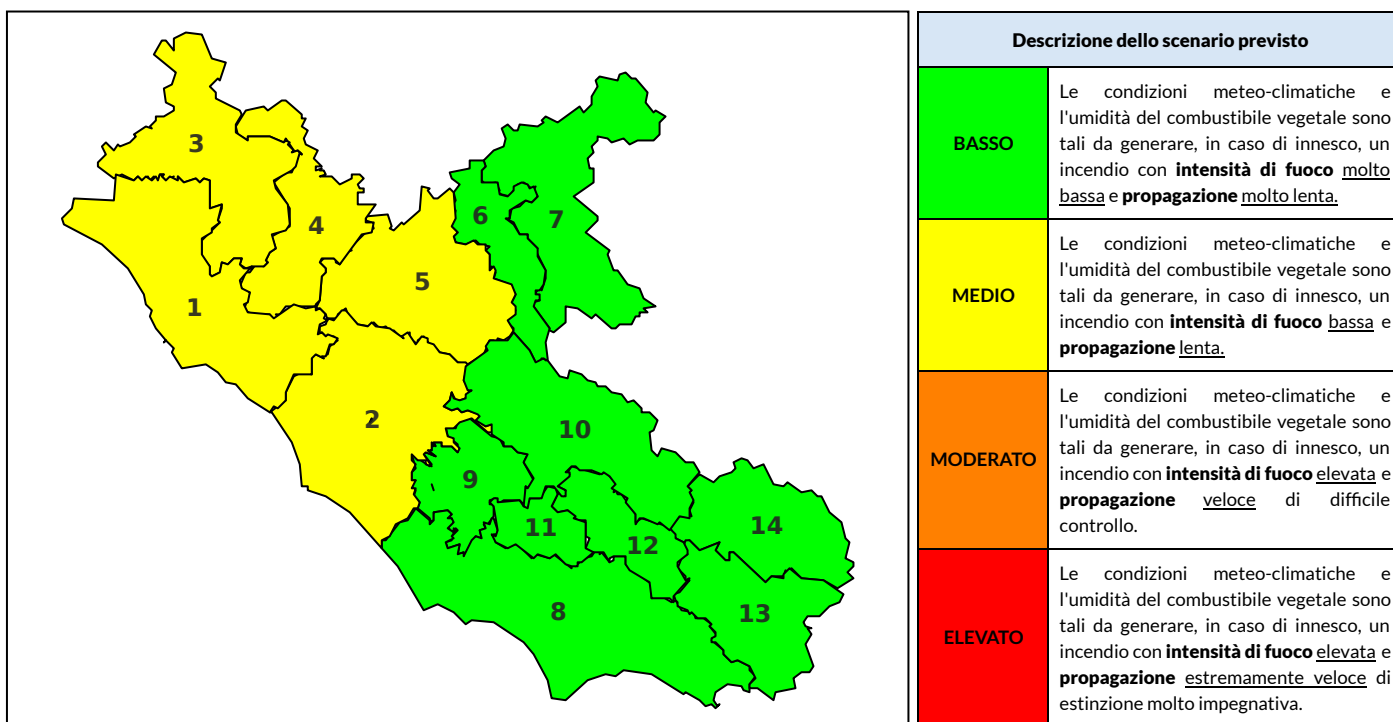 3
4
6
7
5
1
2
10
9
11
14
12
8
13
Descrizione dello scenario previsto
BASSO
Le condizioni meteo-climatiche e
l'umidità del combustibile vegetale sono
tali da generare, in caso di innesco, un
incendio con intensità di fuoco molto
bassa e propagazione molto lenta.
MEDIO
Le condizioni meteo-climatiche e
l'umidità del combustibile vegetale sono
tali da generare, in caso di innesco, un
incendio con intensità di fuoco bassa e
propagazione lenta.
MODERATO
Le condizioni meteo-climatiche e
l'umidità del combustibile vegetale sono
tali da generare, in caso di innesco, un
incendio con intensità di fuoco elevata e
propagazione veloce di difficile
controllo.
ELEVATO
Le condizioni meteo-climatiche e
l'umidità del combustibile vegetale sono
tali da generare, in caso di innesco, un
incendio con intensità di fuoco elevata e
propagazione estremamente veloce di
estinzione molto impegnativa.